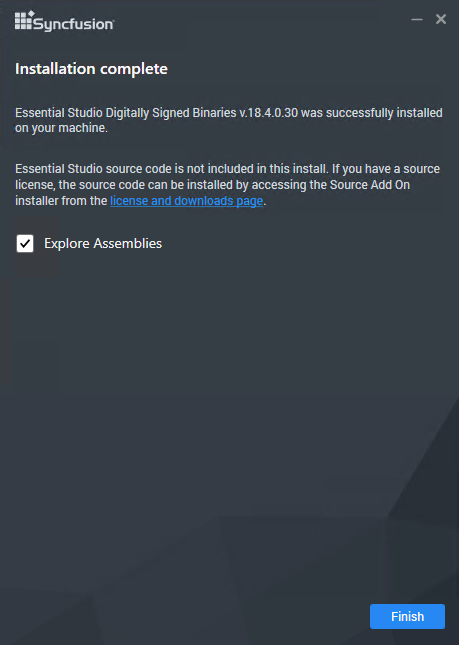 Syncfusion
Installation complete
Essential Studio Digitally Signed Binaries v.18.4.0.30 was successfully installed
on your machine.
Essential Studio source code is not included in this install. If you have a source
license, the source code can be installed by accessing the Source Add On
installer from the license and downloads page.
Explore Assemblies
Finish